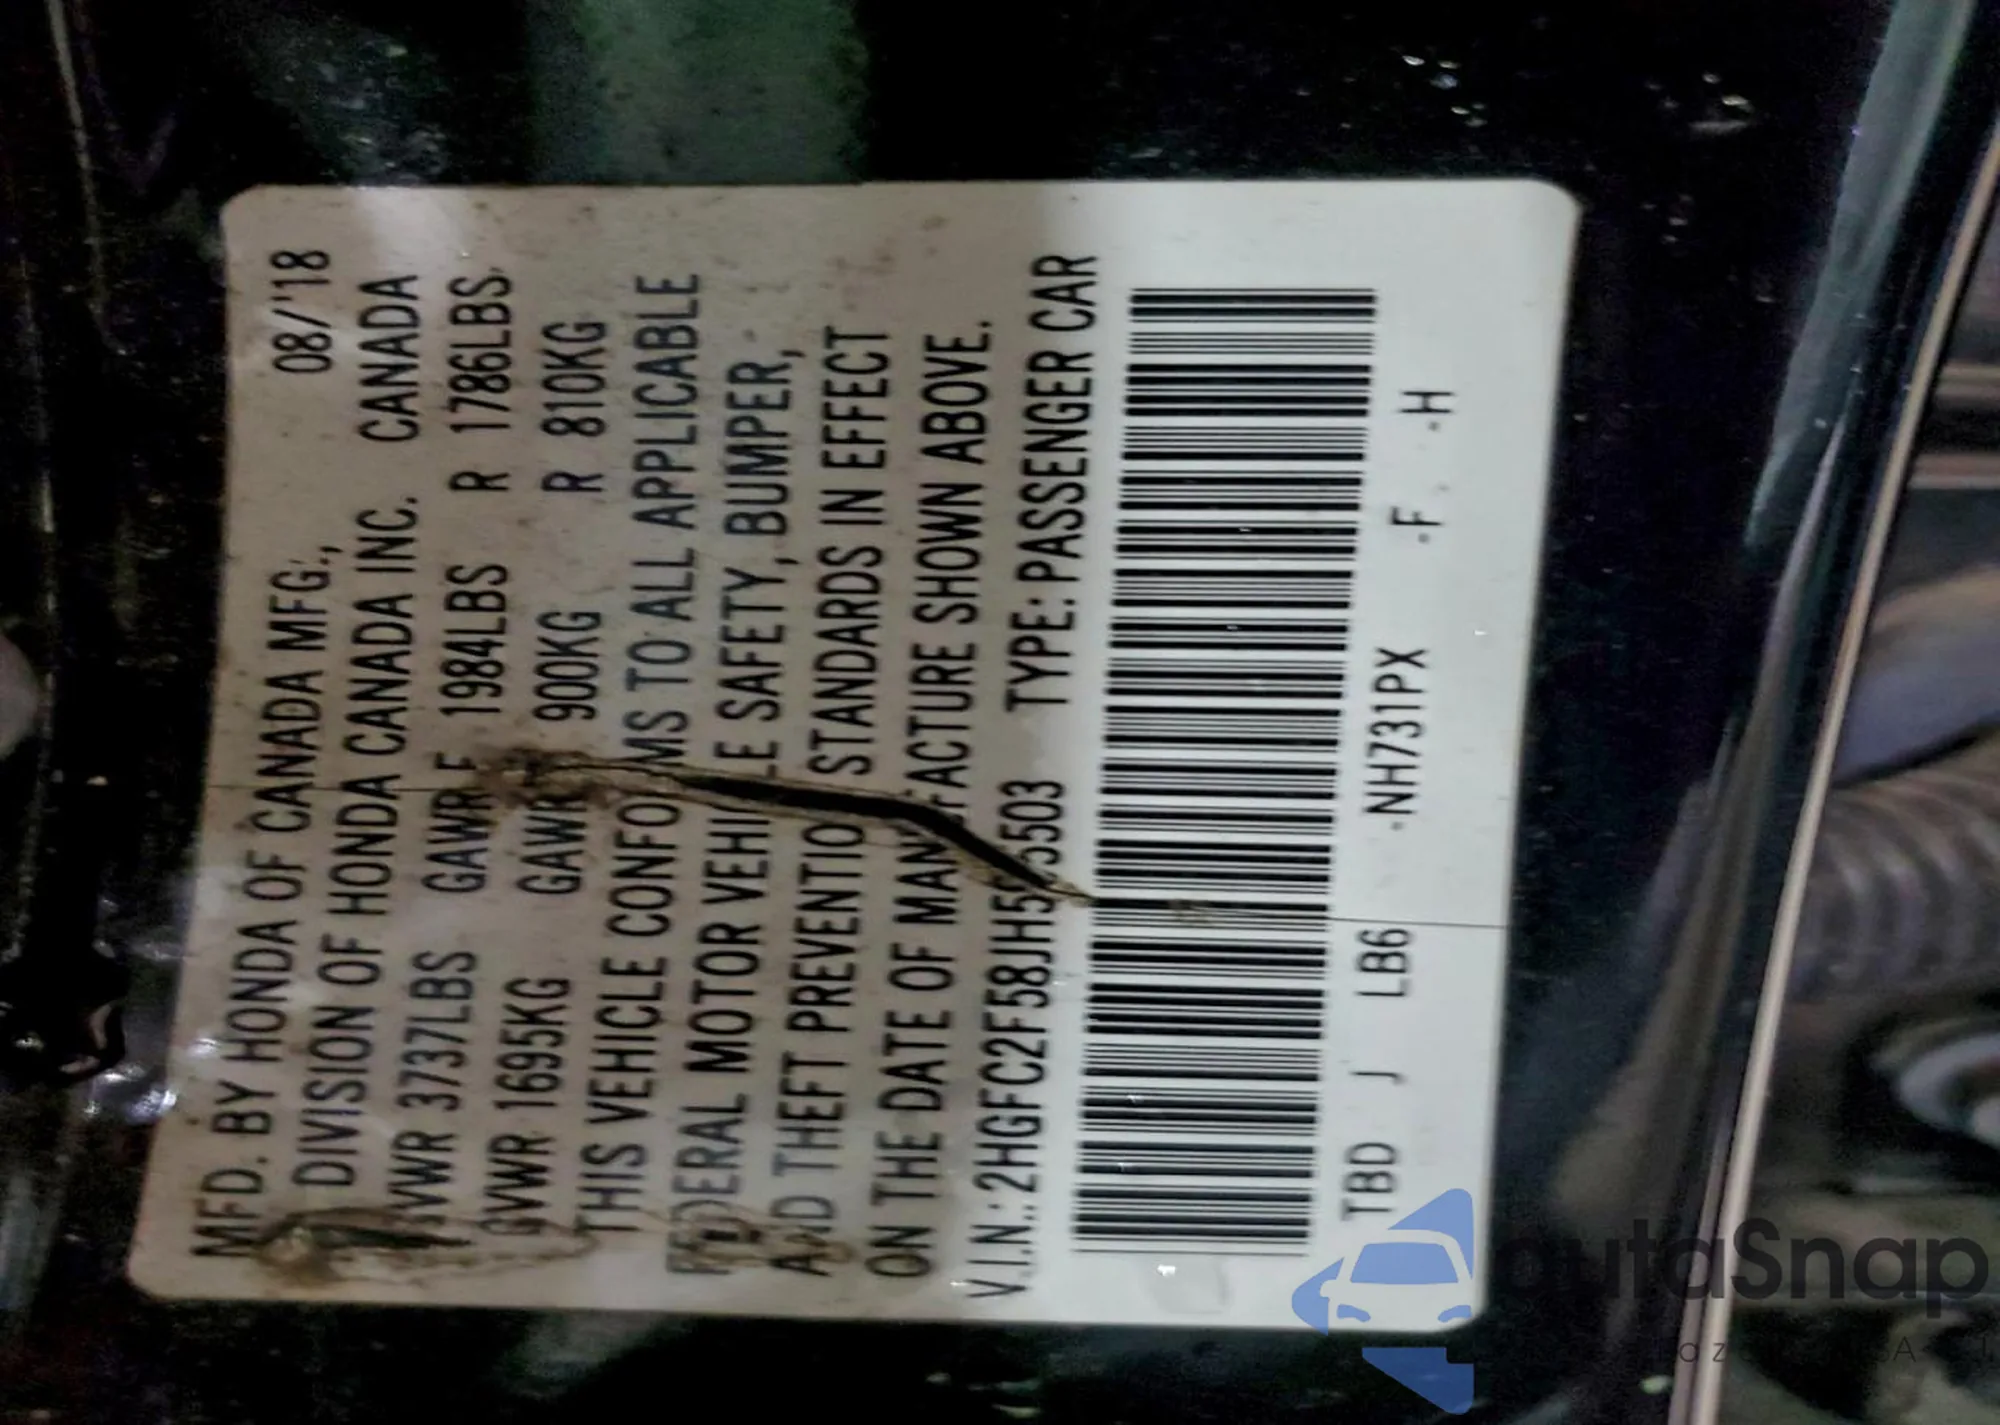 MFD. BY HONDA OF CANADA MFG., 08/'18
DIVISION OF HONDA CANADA INC. CANADA
GVWR 3737LBS GAWR F 1984LBS R 1786LBS
GVWR 1695KG GAWR 900KG R 810KG
THIS VEHICLE CONFORMS TO ALL APPLICABLE
FEDERAL MOTOR VEHICLE SAFETY, BUMPER,
AND THEFT PREVENTION STANDARDS IN EFFECT
ON THE DATE OF MANUFACTURE SHOWN ABOVE.
V.I.N.: TYPE: PASSENGER CAR
TBD J LB6 -NH731PX -F -H
autaSnap